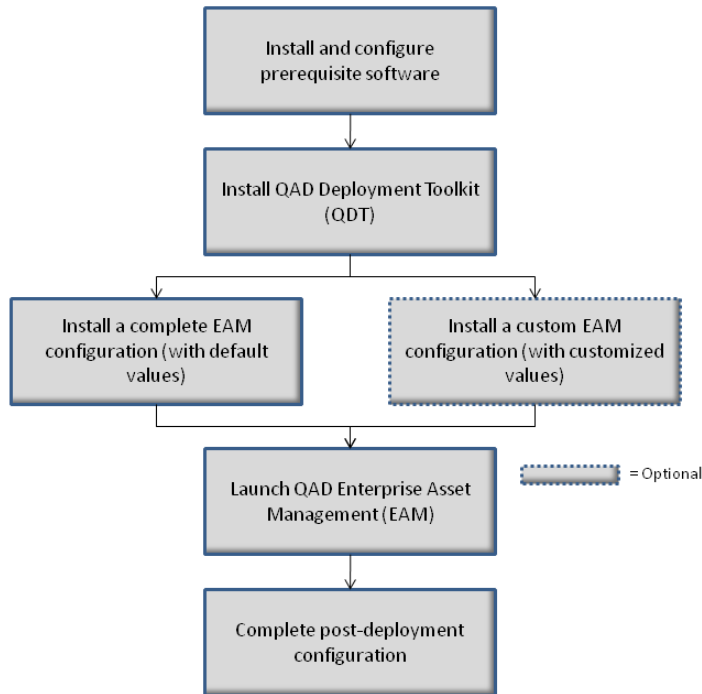 Install and configure
prerequisite software
Install QAD Deployment Toolkit
(QDT)
Install a complete EAM
configuration (with default
values)
Install a custom EAM
configuration (with customized
values)
Launch QAD Enterprise Asset
Management (EAM)
= Optional
Complete post-deployment
configuration